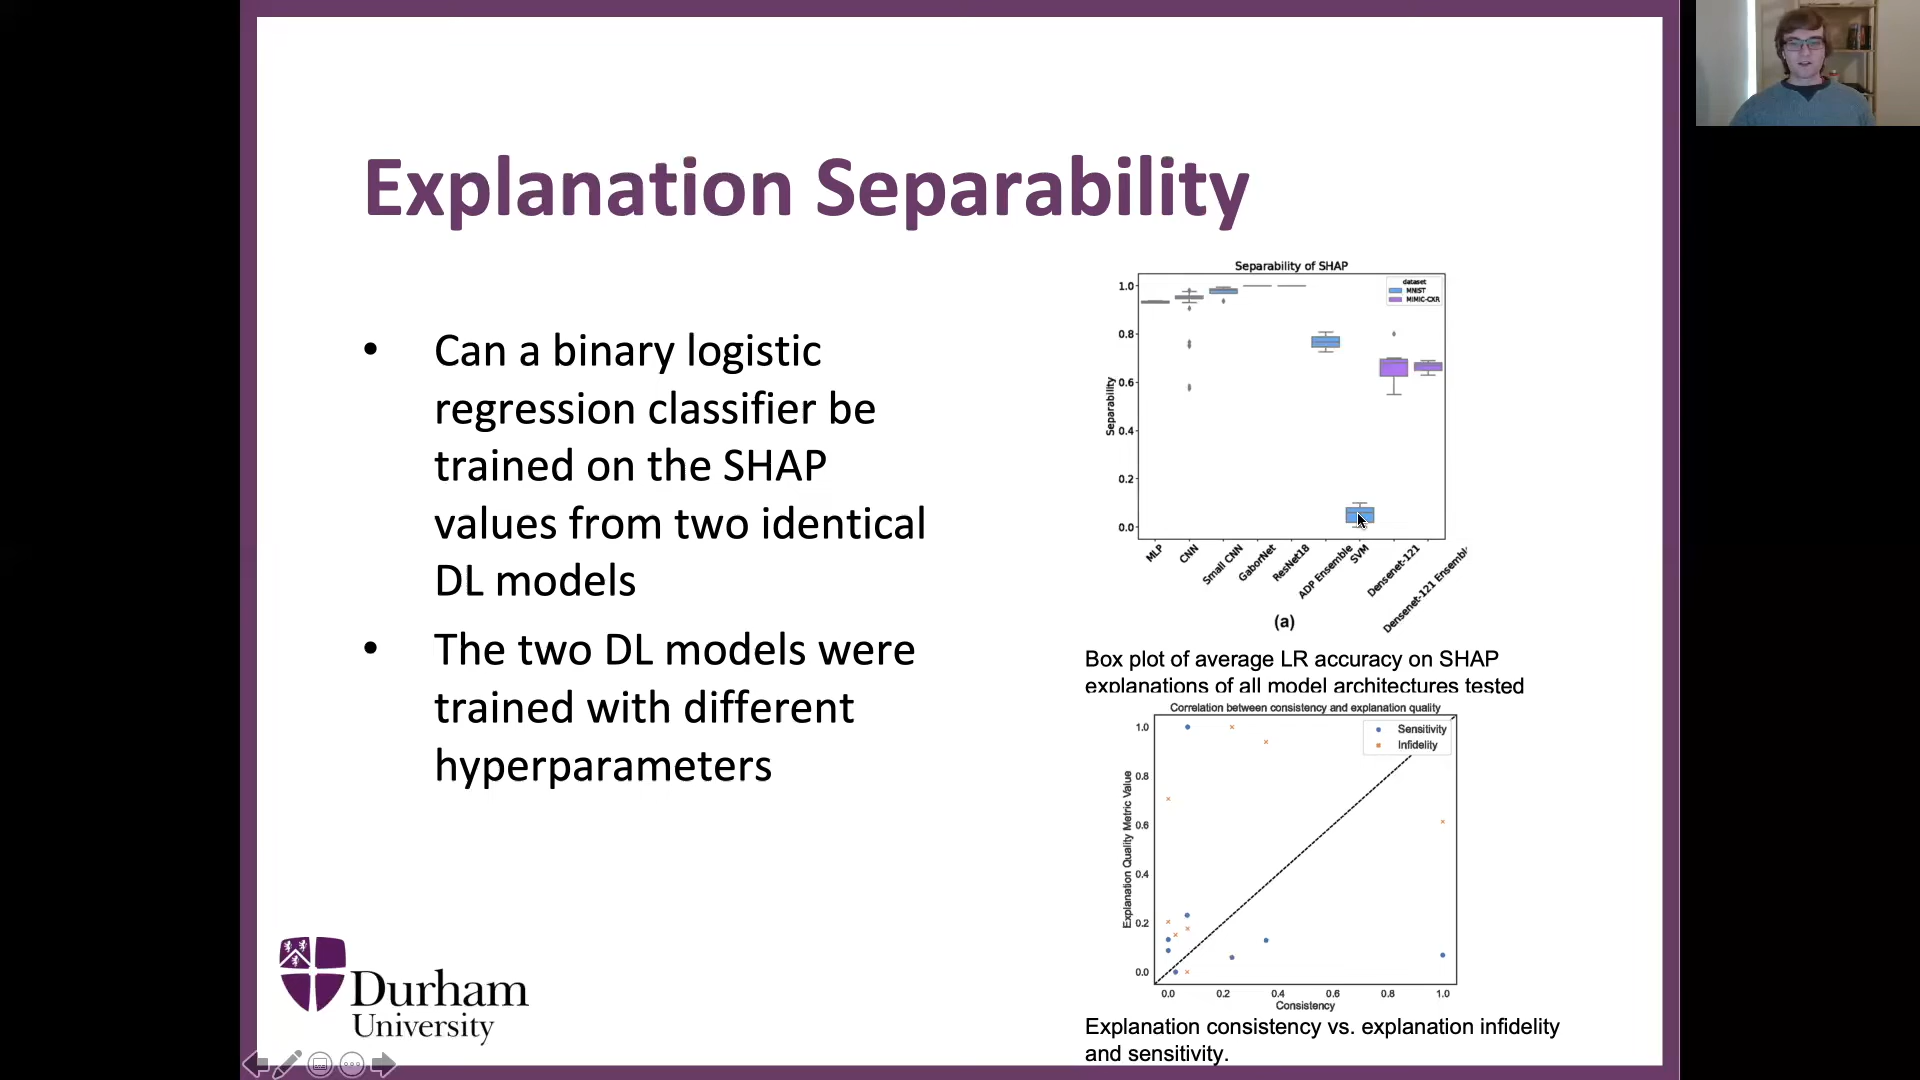 Explanation Separability
• Can a binary logistic
regression classifier be
trained on the SHAP
values from two identical
DL models
• The two DL models were
trained with different
hyperparameters
Separability of SHAP
dataset
MNIST
MIMIC-CXR
Separability
1.0
0.8
0.6
0.4
0.2
0.0
MLP
CNN
Small CNN
GaborNet
ResNet18
ADP Ensemble
SVM
Densenet-121
Densenet-121 Ensembl
(a)
Box plot of average LR accuracy on SHAP
explanations of all model architectures tested
Correlation between consistency and explanation quality
Sensitivity
Infidelity
Explanation Quality Metric Value
1.0
0.8
0.6
0.4
0.2
0.0
0.0 0.2 0.4 0.6 0.8 1.0
Consistency
Explanation consistency vs. explanation infidelity
and sensitivity.
Durham
University